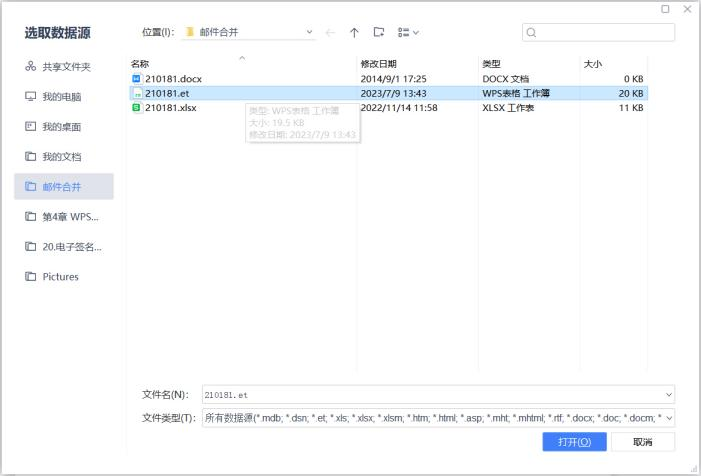 选取数据源
位置(I): 邮件合并
共享文件夹
我的电脑
我的桌面
我的文档
邮件合并
第4章 WPS...
20.电子签名...
Pictures
名称 修改日期 类型 大小
210181.docx 2014/9/1 17:25 DOCX 文档 0 KB
210181.et 2023/7/9 13:43 WPS表格 工作簿 20 KB
210181.xlsx 2022/11/14 11:58 XLSX 工作表 11 KB
类型: WPS表格 工作簿
大小: 19.5 KB
修改日期: 2023/7/9 13:43
文件名(N): 210181.et
文件类型(T): 所有数据源(*.mdb; *.dsn; *.et; *.xls; *.xlsx; *.xlsm; *.htm; *.html; *.asp; *.mht; *.mhtml; *.rtf; *.docx; *.doc; *.docm; *
打开(O) 取消